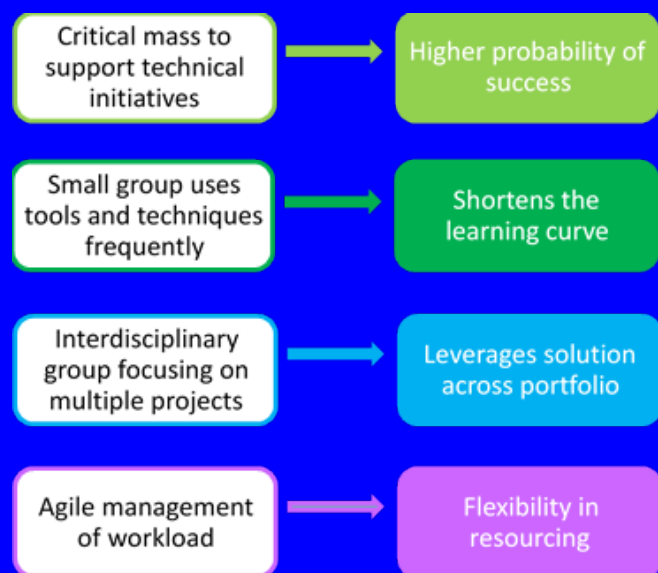 Critical mass to
support technical
initiatives
Higher probability of
success
Small group uses
tools and techniques
frequently
Shortens the
learning curve
Interdisciplinary
group focusing on
multiple projects
Leverages solution
across portfolio
Agile management
of workload
Flexibility in
resourcing